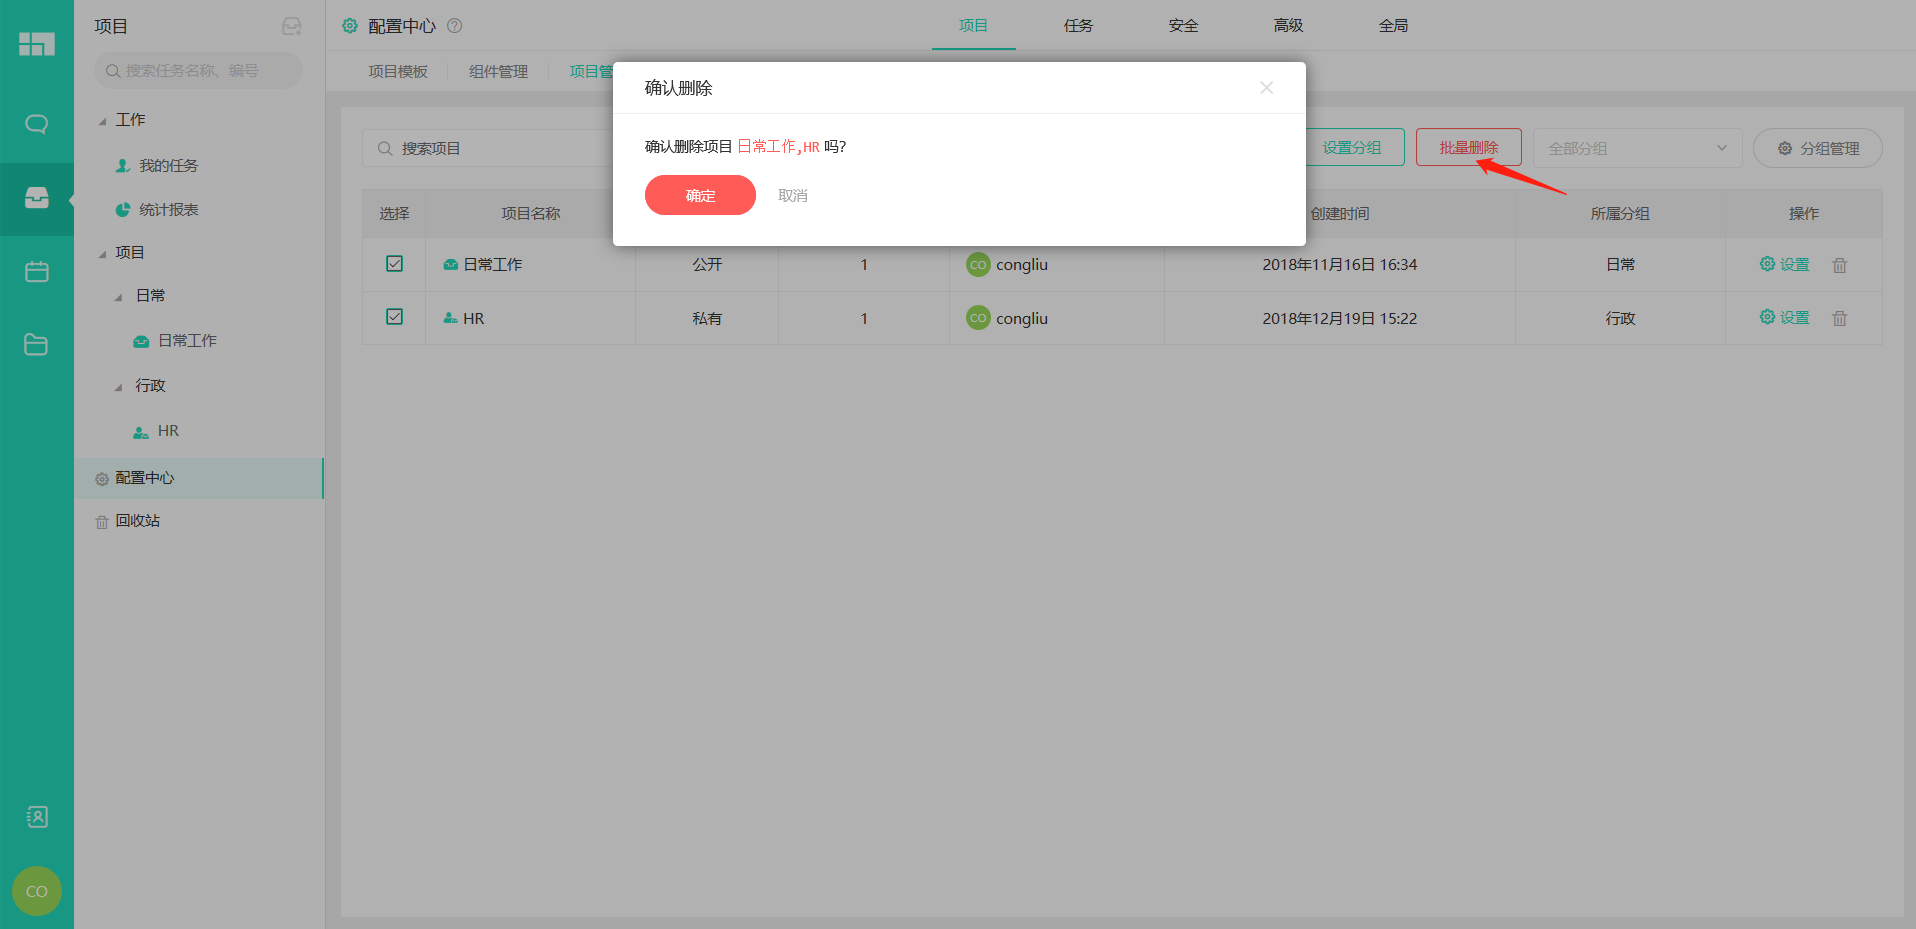 项目
搜索任务名称、编号
工作
我的任务
统计报表
项目
日常
日常工作
行政
HR
配置中心
回收站
CO
配置中心 ?
项目 任务 安全 高级 全局
项目模板 组件管理 项目管
确认删除
确认删除项目 日常工作,HR 吗?
确定 取消
搜索项目 设置分组 批量删除 全部分组 分组管理
选择 项目名称 创建时间 所属分组 操作
日常工作 公开 1 CO congliu 2018年11月16日 16:34 日常 设置
HR 私有 1 CO congliu 2018年12月19日 15:22 行政 设置